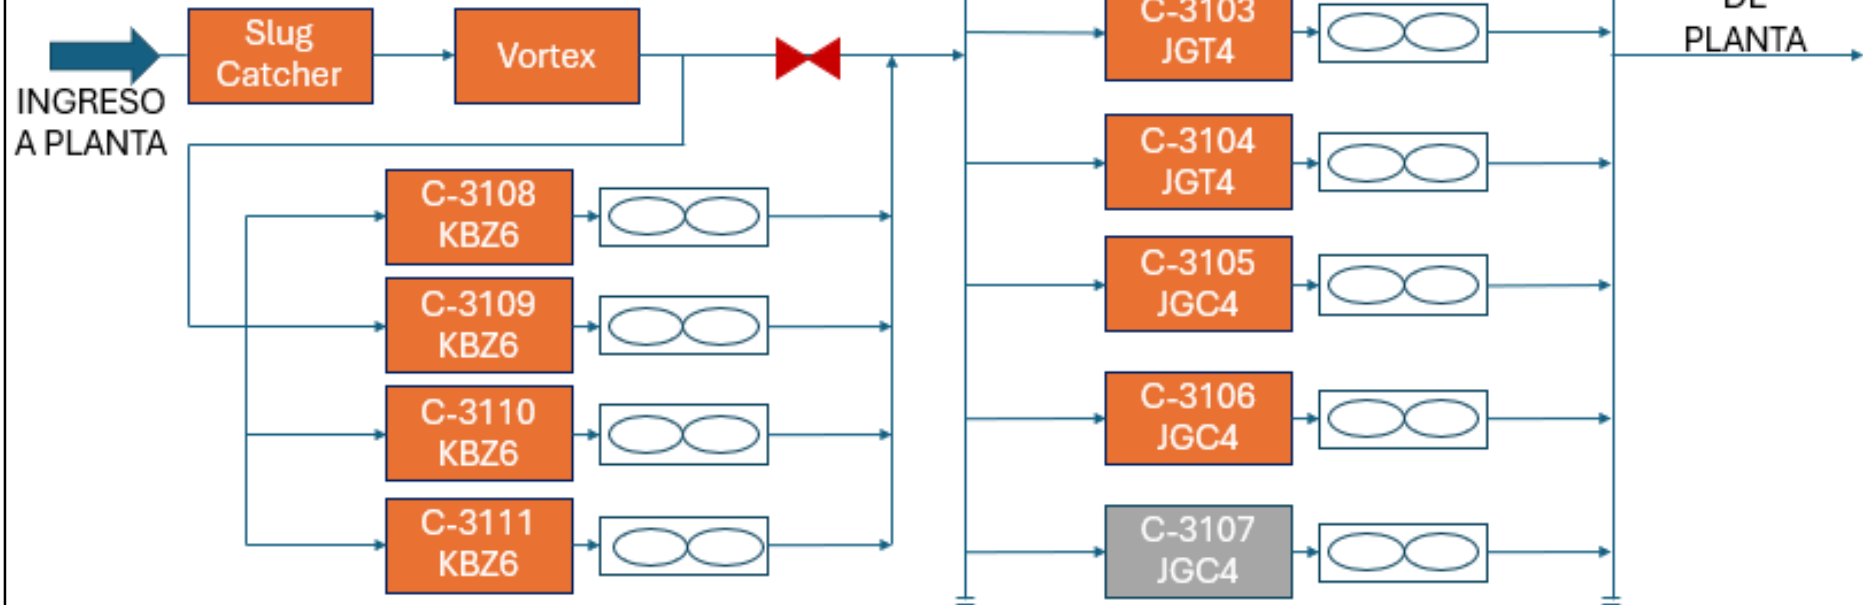 INGRESO
A PLANTA
Slug
Catcher
Vortex
C-3108
KBZ6
C-3109
KBZ6
C-3110
KBZ6
C-3111
KBZ6
C-3103
JGT4
C-3104
JGT4
C-3105
JGC4
C-3106
JGC4
C-3107
JGC4
DE
PLANTA